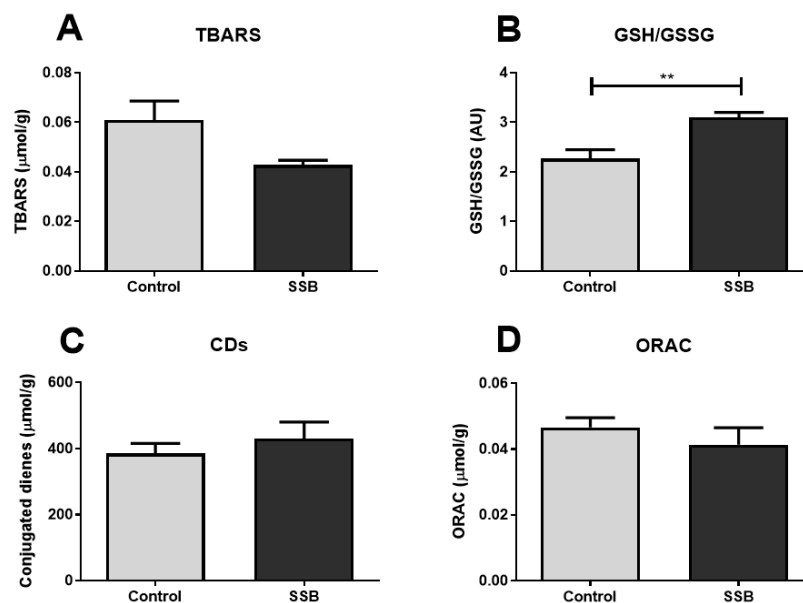 A
TBARS
TBARS (μmol/g)
0.08
0.06
0.04
0.02
0.00
Control
SSB
B
GSH/GSSG
GSH/GSSG (AU)
4
3
2
1
0
**
Control
SSB
C
CDs
Conjugated dienes (μmol/g)
600
400
200
0
Control
SSB
D
ORAC
ORAC (μmol/g)
0.06
0.04
0.02
0.00
Control
SSB